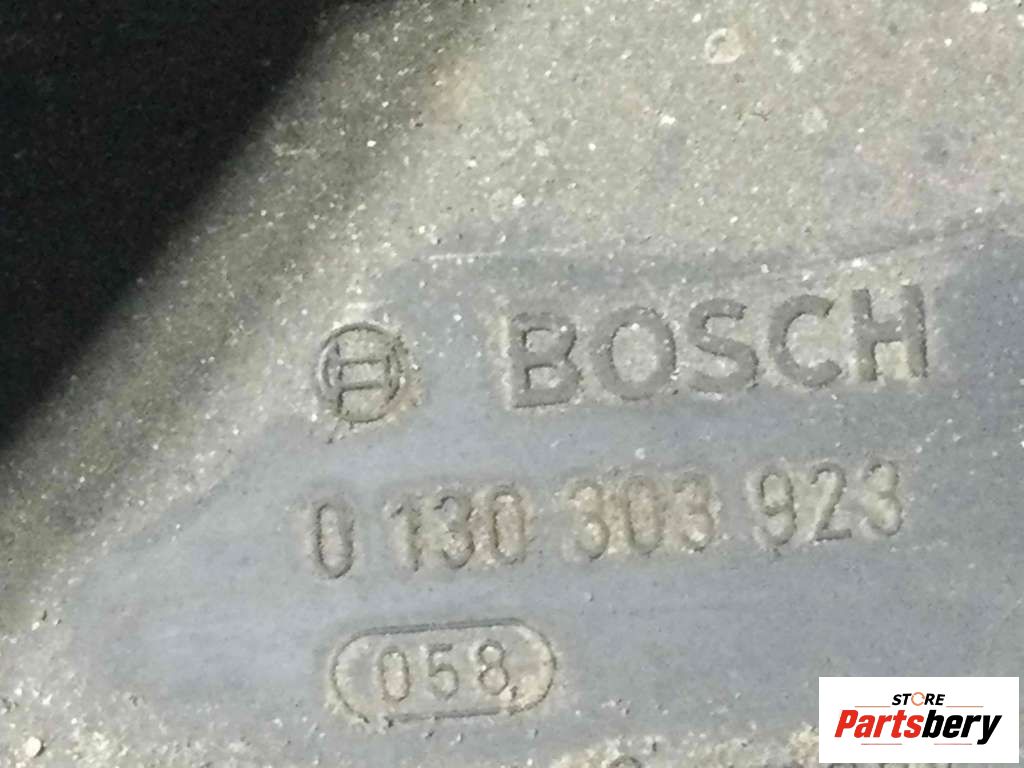 BOSCH
0 130 303 923
058
STORE
Partsbery